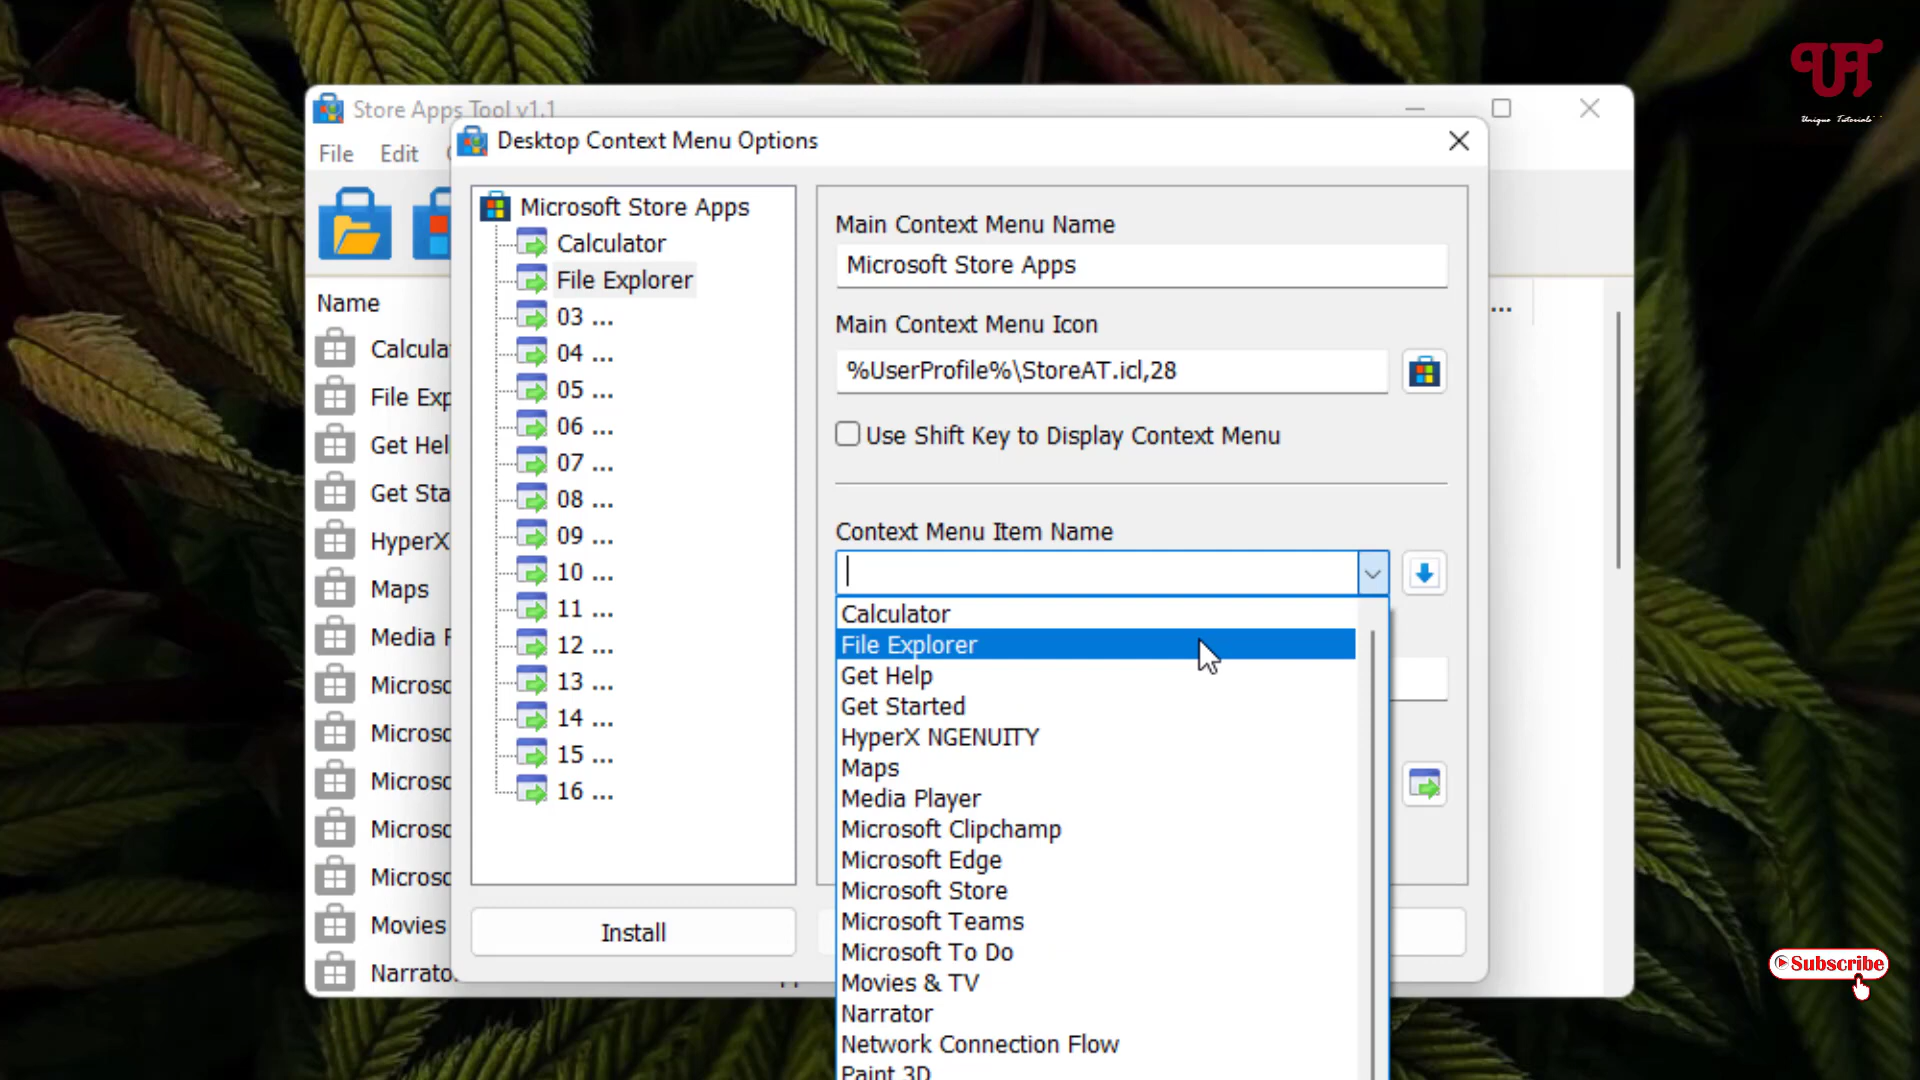 UT
Unique Tutorials
Store Apps Tool v1.1
File Edit
Desktop Context Menu Options
Microsoft Store Apps
Calculator
File Explorer
03 ...
04 ...
05 ...
06 ...
07 ...
08 ...
09 ...
10 ...
11 ...
12 ...
13 ...
14 ...
15 ...
16 ...
Install
Main Context Menu Name
Microsoft Store Apps
Main Context Menu Icon
%UserProfile%\StoreAT.icl,28
Use Shift Key to Display Context Menu
Context Menu Item Name
Calculator
File Explorer
Get Help
Get Started
HyperX NGENUITY
Maps
Media Player
Microsoft Clipchamp
Microsoft Edge
Microsoft Store
Microsoft Teams
Microsoft To Do
Movies & TV
Narrator
Network Connection Flow
Paint 3D
Name
Calcula
File Exp
Get Hel
Get Sta
HyperX
Maps
Media
Microso
Microso
Microso
Microso
Microso
Movies
Narrato
...
Subscribe